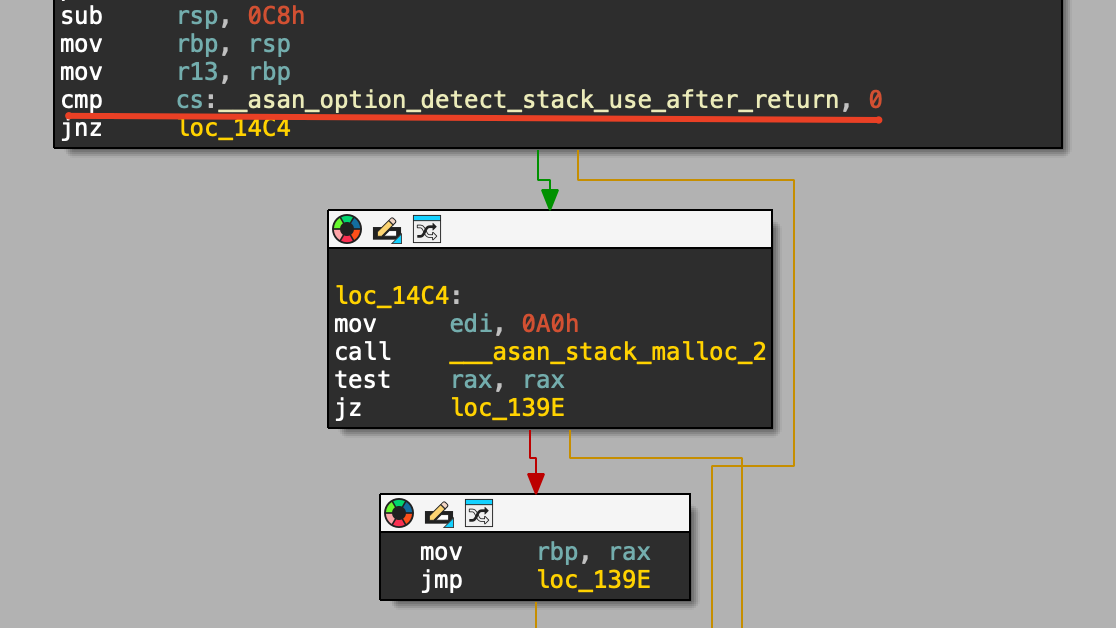 sub rsp, 0C8h
mov rbp, rsp
mov r13, rbp
cmp cs:__asan_option_detect_stack_use_after_return, 0
jnz loc_14C4
loc_14C4:
mov edi, 0A0h
call ___asan_stack_malloc_2
test rax, rax
jz loc_139E
mov rbp, rax
jmp loc_139E